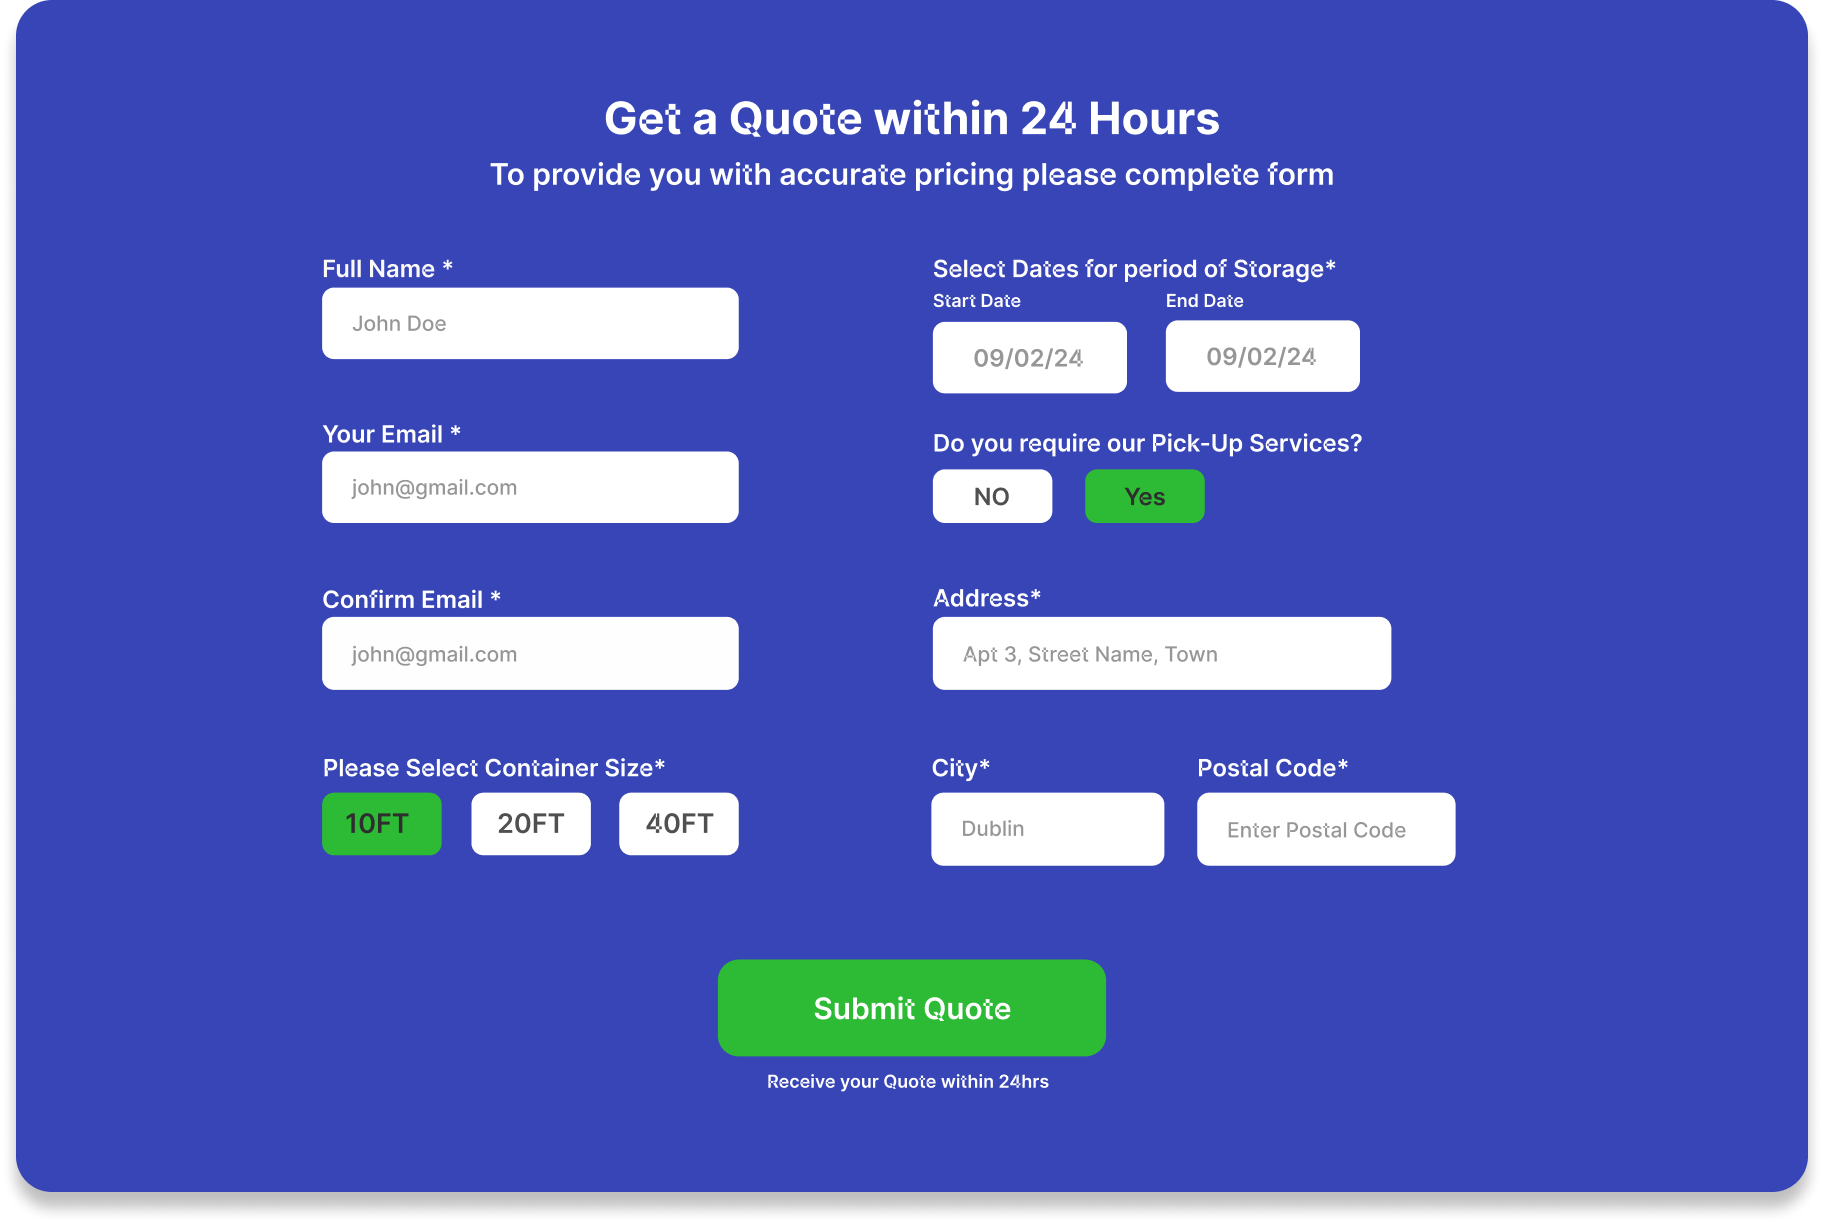 Get a Quote within 24 Hours
To provide you with accurate pricing please complete form
Full Name *
John Doe
Your Email *
john@gmail.com
Confirm Email *
john@gmail.com
Please Select Container Size*
10FT 20FT 40FT
Select Dates for period of Storage*
Start Date End Date
09/02/24 09/02/24
Do you require our Pick-Up Services?
NO Yes
Address*
Apt 3, Street Name, Town
City* Postal Code*
Dublin Enter Postal Code
Submit Quote
Receive your Quote within 24hrs